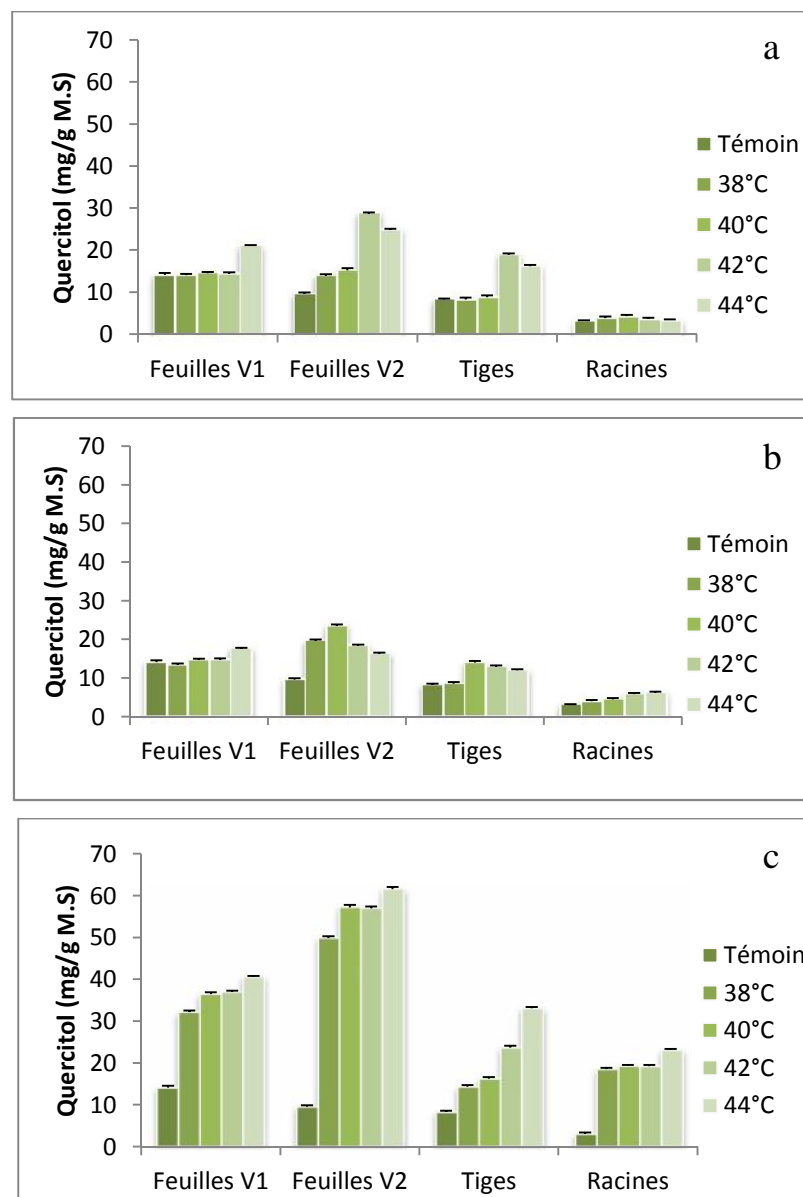 a
Quercitol (mg/g M.S)
70
60
50
40
30
20
10
0
Feuilles V1 Feuilles V2 Tiges Racines
Témoin
38°C
40°C
42°C
44°C
b
Quercitol (mg/g M.S)
70
60
50
40
30
20
10
0
Feuilles V1 Feuilles V2 Tiges Racines
Témoin
38°C
40°C
42°C
44°C
c
Quercitol (mg/g M.S)
70
60
50
40
30
20
10
0
Feuilles V1 Feuilles V2 Tiges Racines
Témoin
38°C
40°C
42°C
44°C